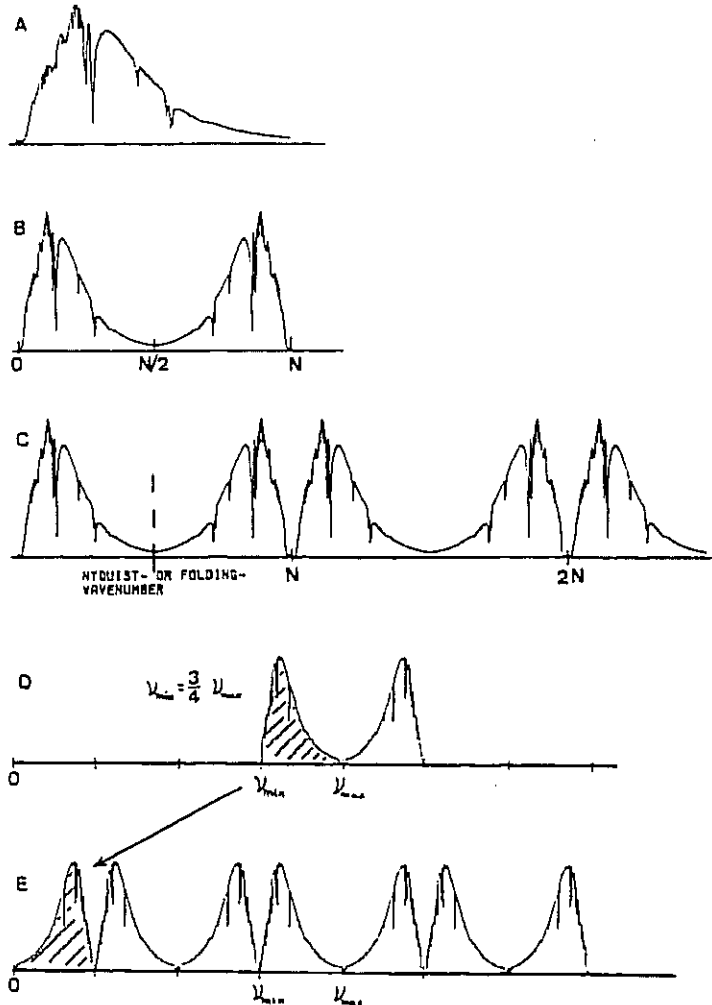 A
B
0 N/2 N
C
NYQUIST- OR FOLDING-
WAVENUMBER
N 2N
D
ν_min = 3/4 ν_max
0 ν_min ν_max
E
0 ν_min ν_max